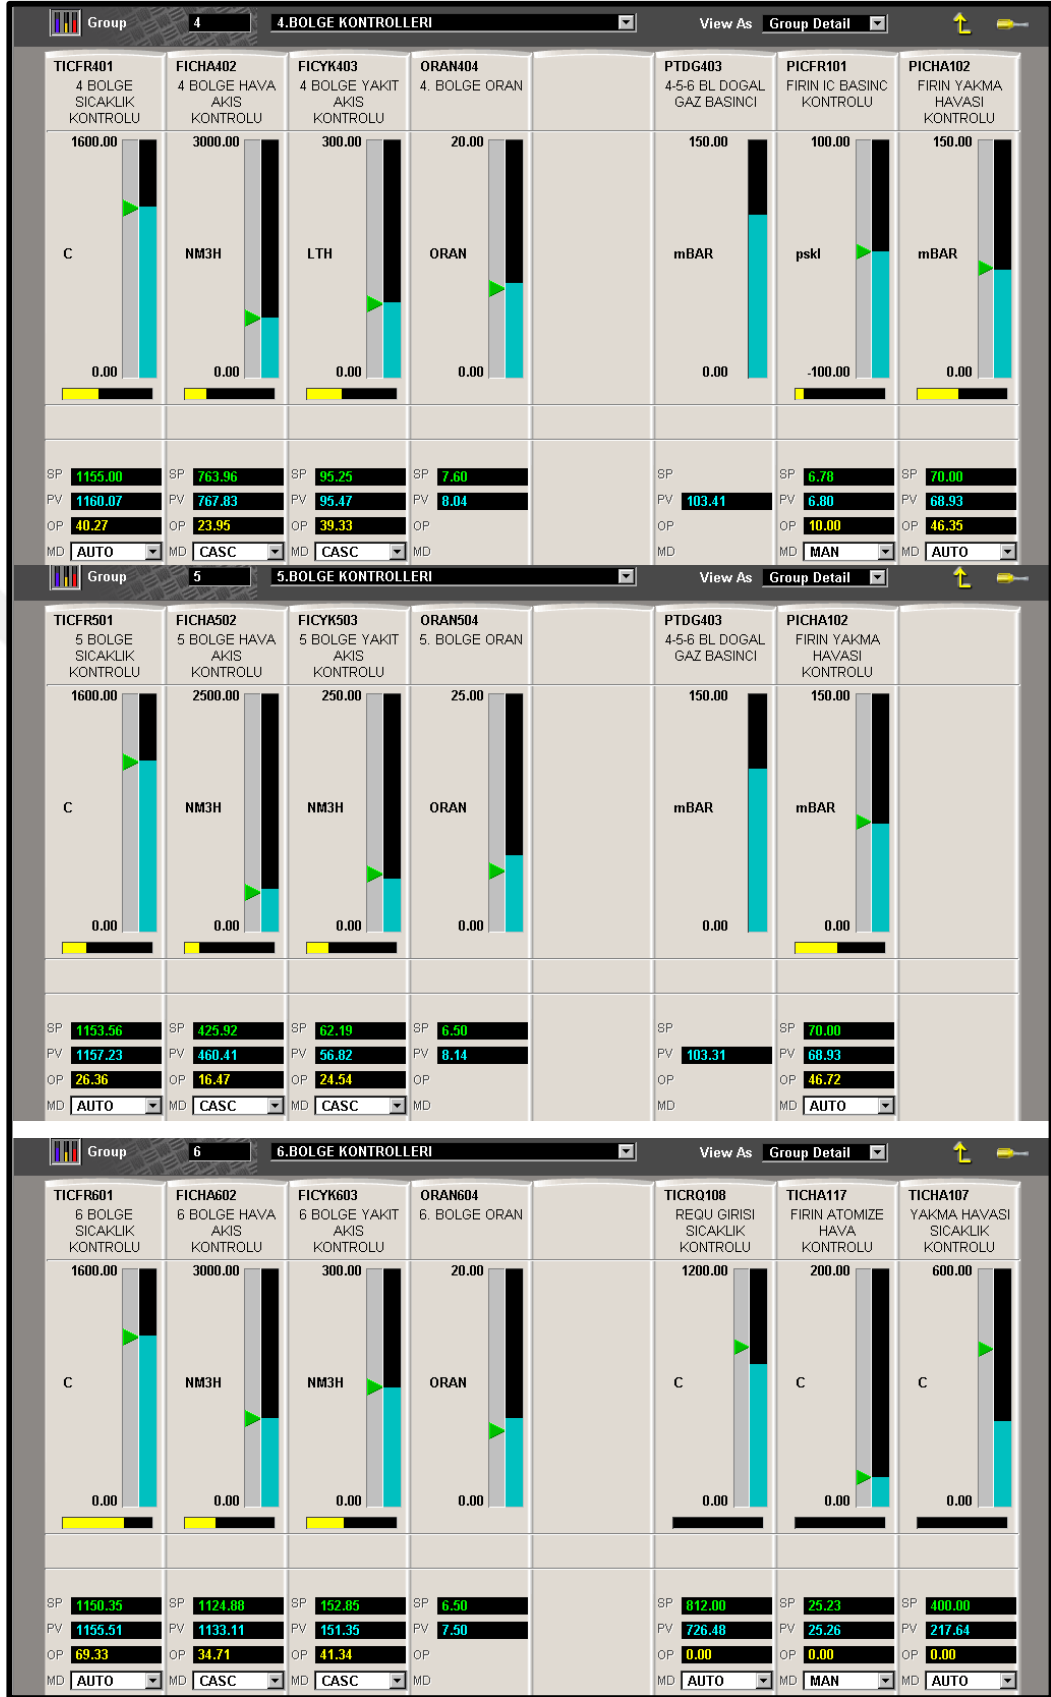 Group 4 4.BOLGE KONTROLLERI View As Group Detail
TICFR401 FICHA402 FICYK403 ORAN404 PTDG403 PICFR101 PICHA102
4 BOLGE 4 BOLGE HAVA 4 BOLGE YAKIT 4. BOLGE ORAN 4-5-6 BL DOGAL FIRIN IC BASINC FIRIN YAKMA
SICAKLIK AKIS AKIS GAZ BASINCI KONTROLU HAVASI
KONTROLU KONTROLU KONTROLU KONTROLU
1600.00 3000.00 300.00 20.00 150.00 100.00 150.00
C NM3H LTH ORAN mBAR pskl mBAR
0.00 0.00 0.00 0.00 0.00 -100.00 0.00
SP 1155.00 SP 763.96 SP 95.25 SP 7.60 SP SP 6.78 SP 70.00
PV 1160.07 PV 767.83 PV 95.47 PV 8.04 PV 103.41 PV 6.80 PV 68.93
OP 40.27 OP 23.95 OP 39.33 OP OP OP 10.00 OP 46.35
MD AUTO MD CASC MD CASC MD MD MD MAN MD AUTO
Group 5 5.BOLGE KONTROLLERI View As Group Detail
TICFR501 FICHA502 FICYK503 ORAN504 PTDG403 PICHA102
5 BOLGE 5 BOLGE HAVA 5 BOLGE YAKIT 5. BOLGE ORAN 4-5-6 BL DOGAL FIRIN YAKMA
SICAKLIK AKIS AKIS GAZ BASINCI HAVASI
KONTROLU KONTROLU KONTROLU KONTROLU
1600.00 2500.00 250.00 25.00 150.00 150.00
C NM3H NM3H ORAN mBAR mBAR
0.00 0.00 0.00 0.00 0.00 0.00
SP 1153.56 SP 425.92 SP 62.19 SP 6.50 SP SP 70.00
PV 1157.23 PV 460.41 PV 56.82 PV 8.14 PV 103.31 PV 68.93
OP 26.36 OP 16.47 OP 24.54 OP OP OP 46.72
MD AUTO MD CASC MD CASC MD MD MD AUTO
Group 6 6.BOLGE KONTROLLERI View As Group Detail
TICFR601 FICHA602 FICYK603 ORAN604 TICRQ108 TICHA117 TICHA107
6 BOLGE 6 BOLGE HAVA 6 BOLGE YAKIT 6. BOLGE ORAN REQU GIRISI FIRIN ATOMIZE YAKMA HAVASI
SICAKLIK AKIS AKIS SICAKLIK HAVA SICAKLIK
KONTROLU KONTROLU KONTROLU KONTROLU KONTROLU KONTROLU
1600.00 3000.00 300.00 20.00 1200.00 200.00 600.00
C NM3H NM3H ORAN C C C
0.00 0.00 0.00 0.00 0.00 0.00 0.00
SP 1150.35 SP 1124.88 SP 152.85 SP 6.50 SP 812.00 SP 25.23 SP 400.00
PV 1155.51 PV 1133.11 PV 151.35 PV 7.50 PV 726.48 PV 25.26 PV 217.64
OP 69.33 OP 34.71 OP 41.34 OP OP 0.00 OP 0.00 OP 0.00
MD AUTO MD CASC MD CASC MD MD AUTO MD MAN MD AUTO